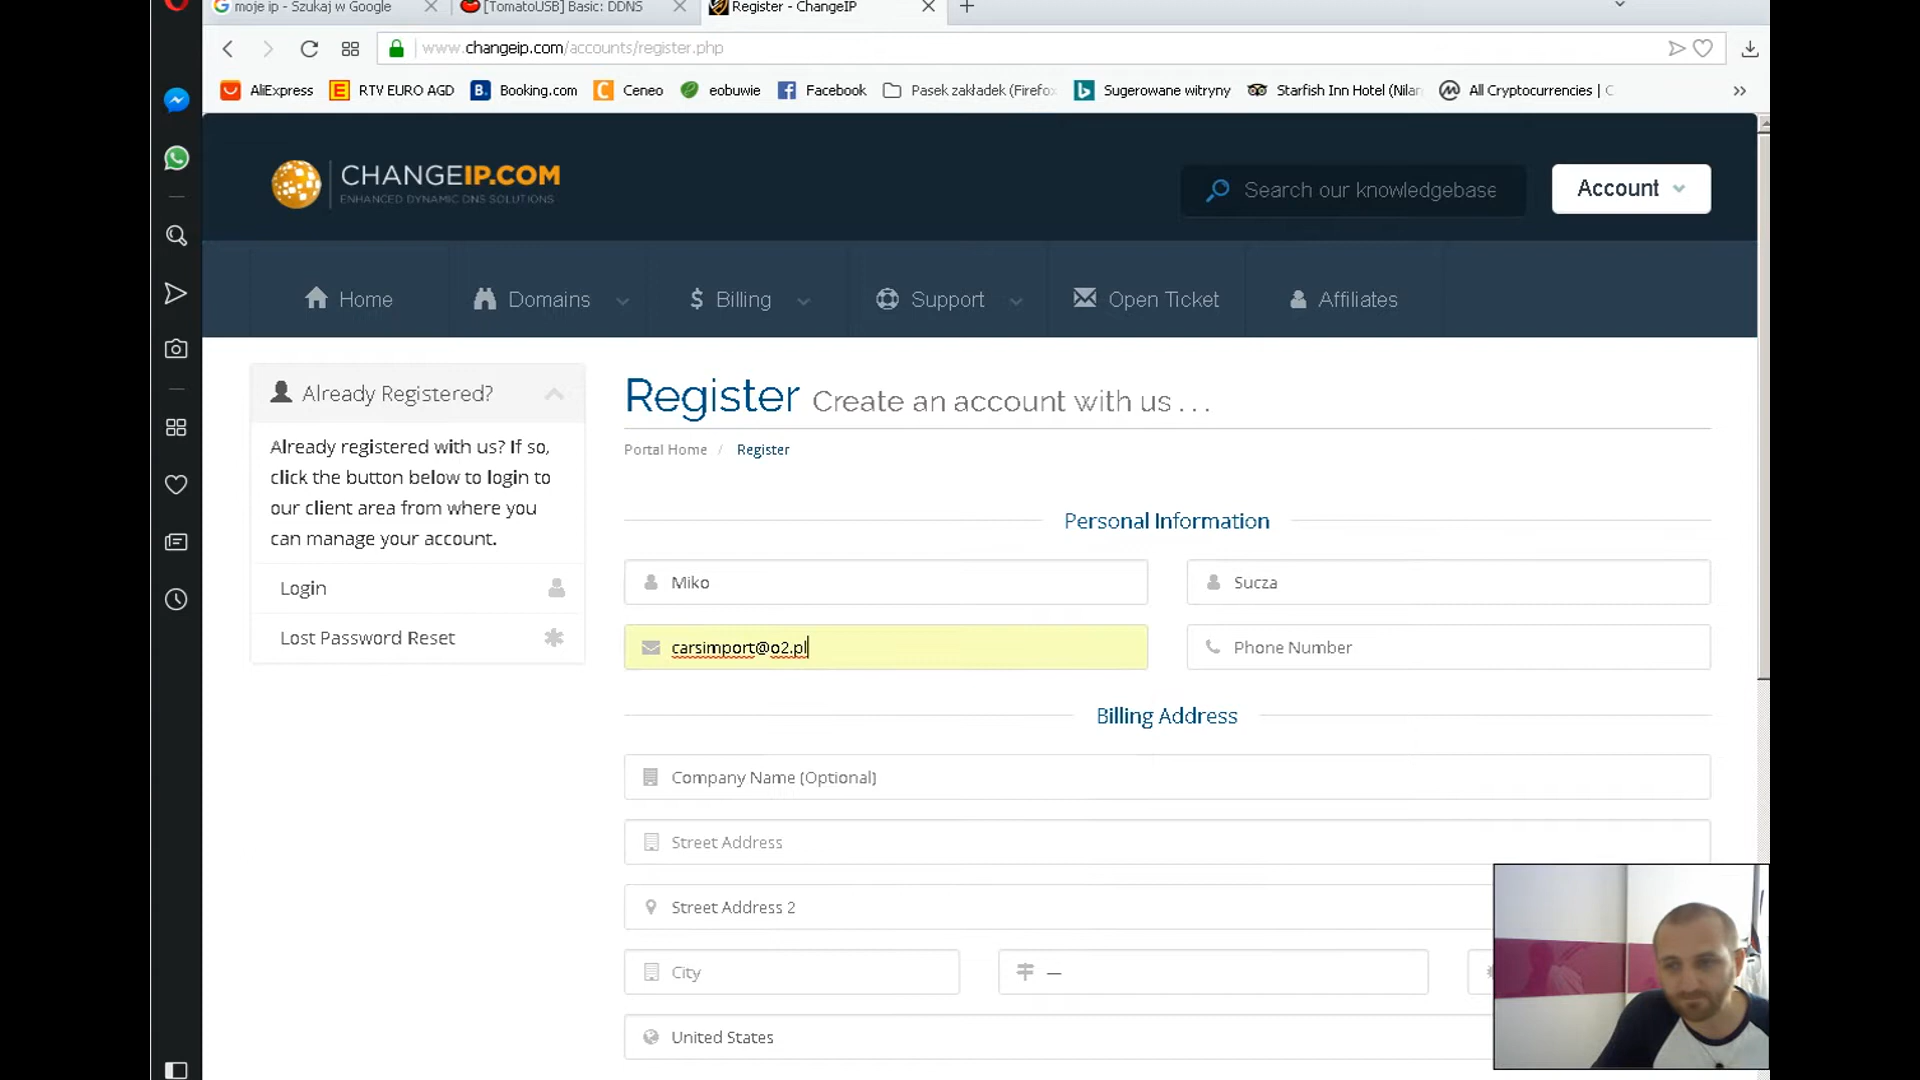 moje ip - Szukaj w Google
[TomatoUSB] Basic: DDNS
Register - ChangeIP
www.changeip.com/accounts/register.php
AliExpress
RTV EURO AGD
Booking.com
Ceneo
eobuwie
Facebook
Pasek zakładek (Firefo
Sugerowane witryny
Starfish Inn Hotel (Nilar
All Cryptocurrencies |
CHANGEIP.COM
ENHANCED DYNAMIC DNS SOLUTIONS
Search our knowledgebase
Account
Home
Domains
Billing
Support
Open Ticket
Affiliates
Already Registered?
Already registered with us? If so,
click the button below to login to
our client area from where you
can manage your account.
Login
Lost Password Reset
Register Create an account with us . . .
Portal Home / Register
Personal Information
Miko
Sucza
carsimport@o2.pl
Phone Number
Billing Address
Company Name (Optional)
Street Address
Street Address 2
City
—
United States